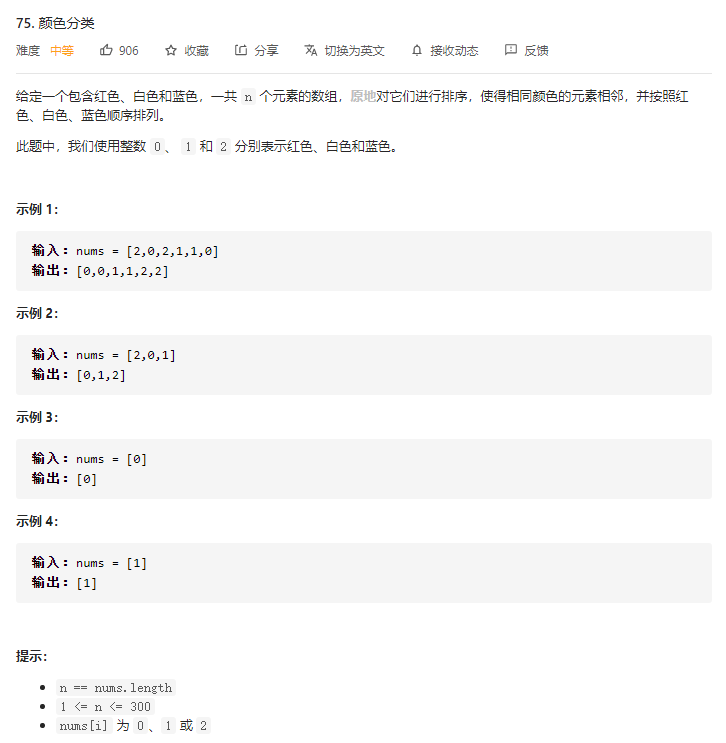 75. 颜色分类
难度 中等 906 收藏 分享 切换为英文 接收动态 反馈
给定一个包含红色、白色和蓝色，一共 n 个元素的数组，原地对它们进行排序，使得相同颜色的元素相邻，并按照红
色、白色、蓝色顺序排列。
此题中，我们使用整数 0、 1 和 2 分别表示红色、白色和蓝色。
示例 1：
输入：nums = [2,0,2,1,1,0]
输出：[0,0,1,1,2,2]
示例 2：
输入：nums = [2,0,1]
输出：[0,1,2]
示例 3：
输入：nums = [0]
输出：[0]
示例 4：
输入：nums = [1]
输出：[1]
提示：
• n == nums.length
• 1 <= n <= 300
• nums[i] 为 0、1 或 2